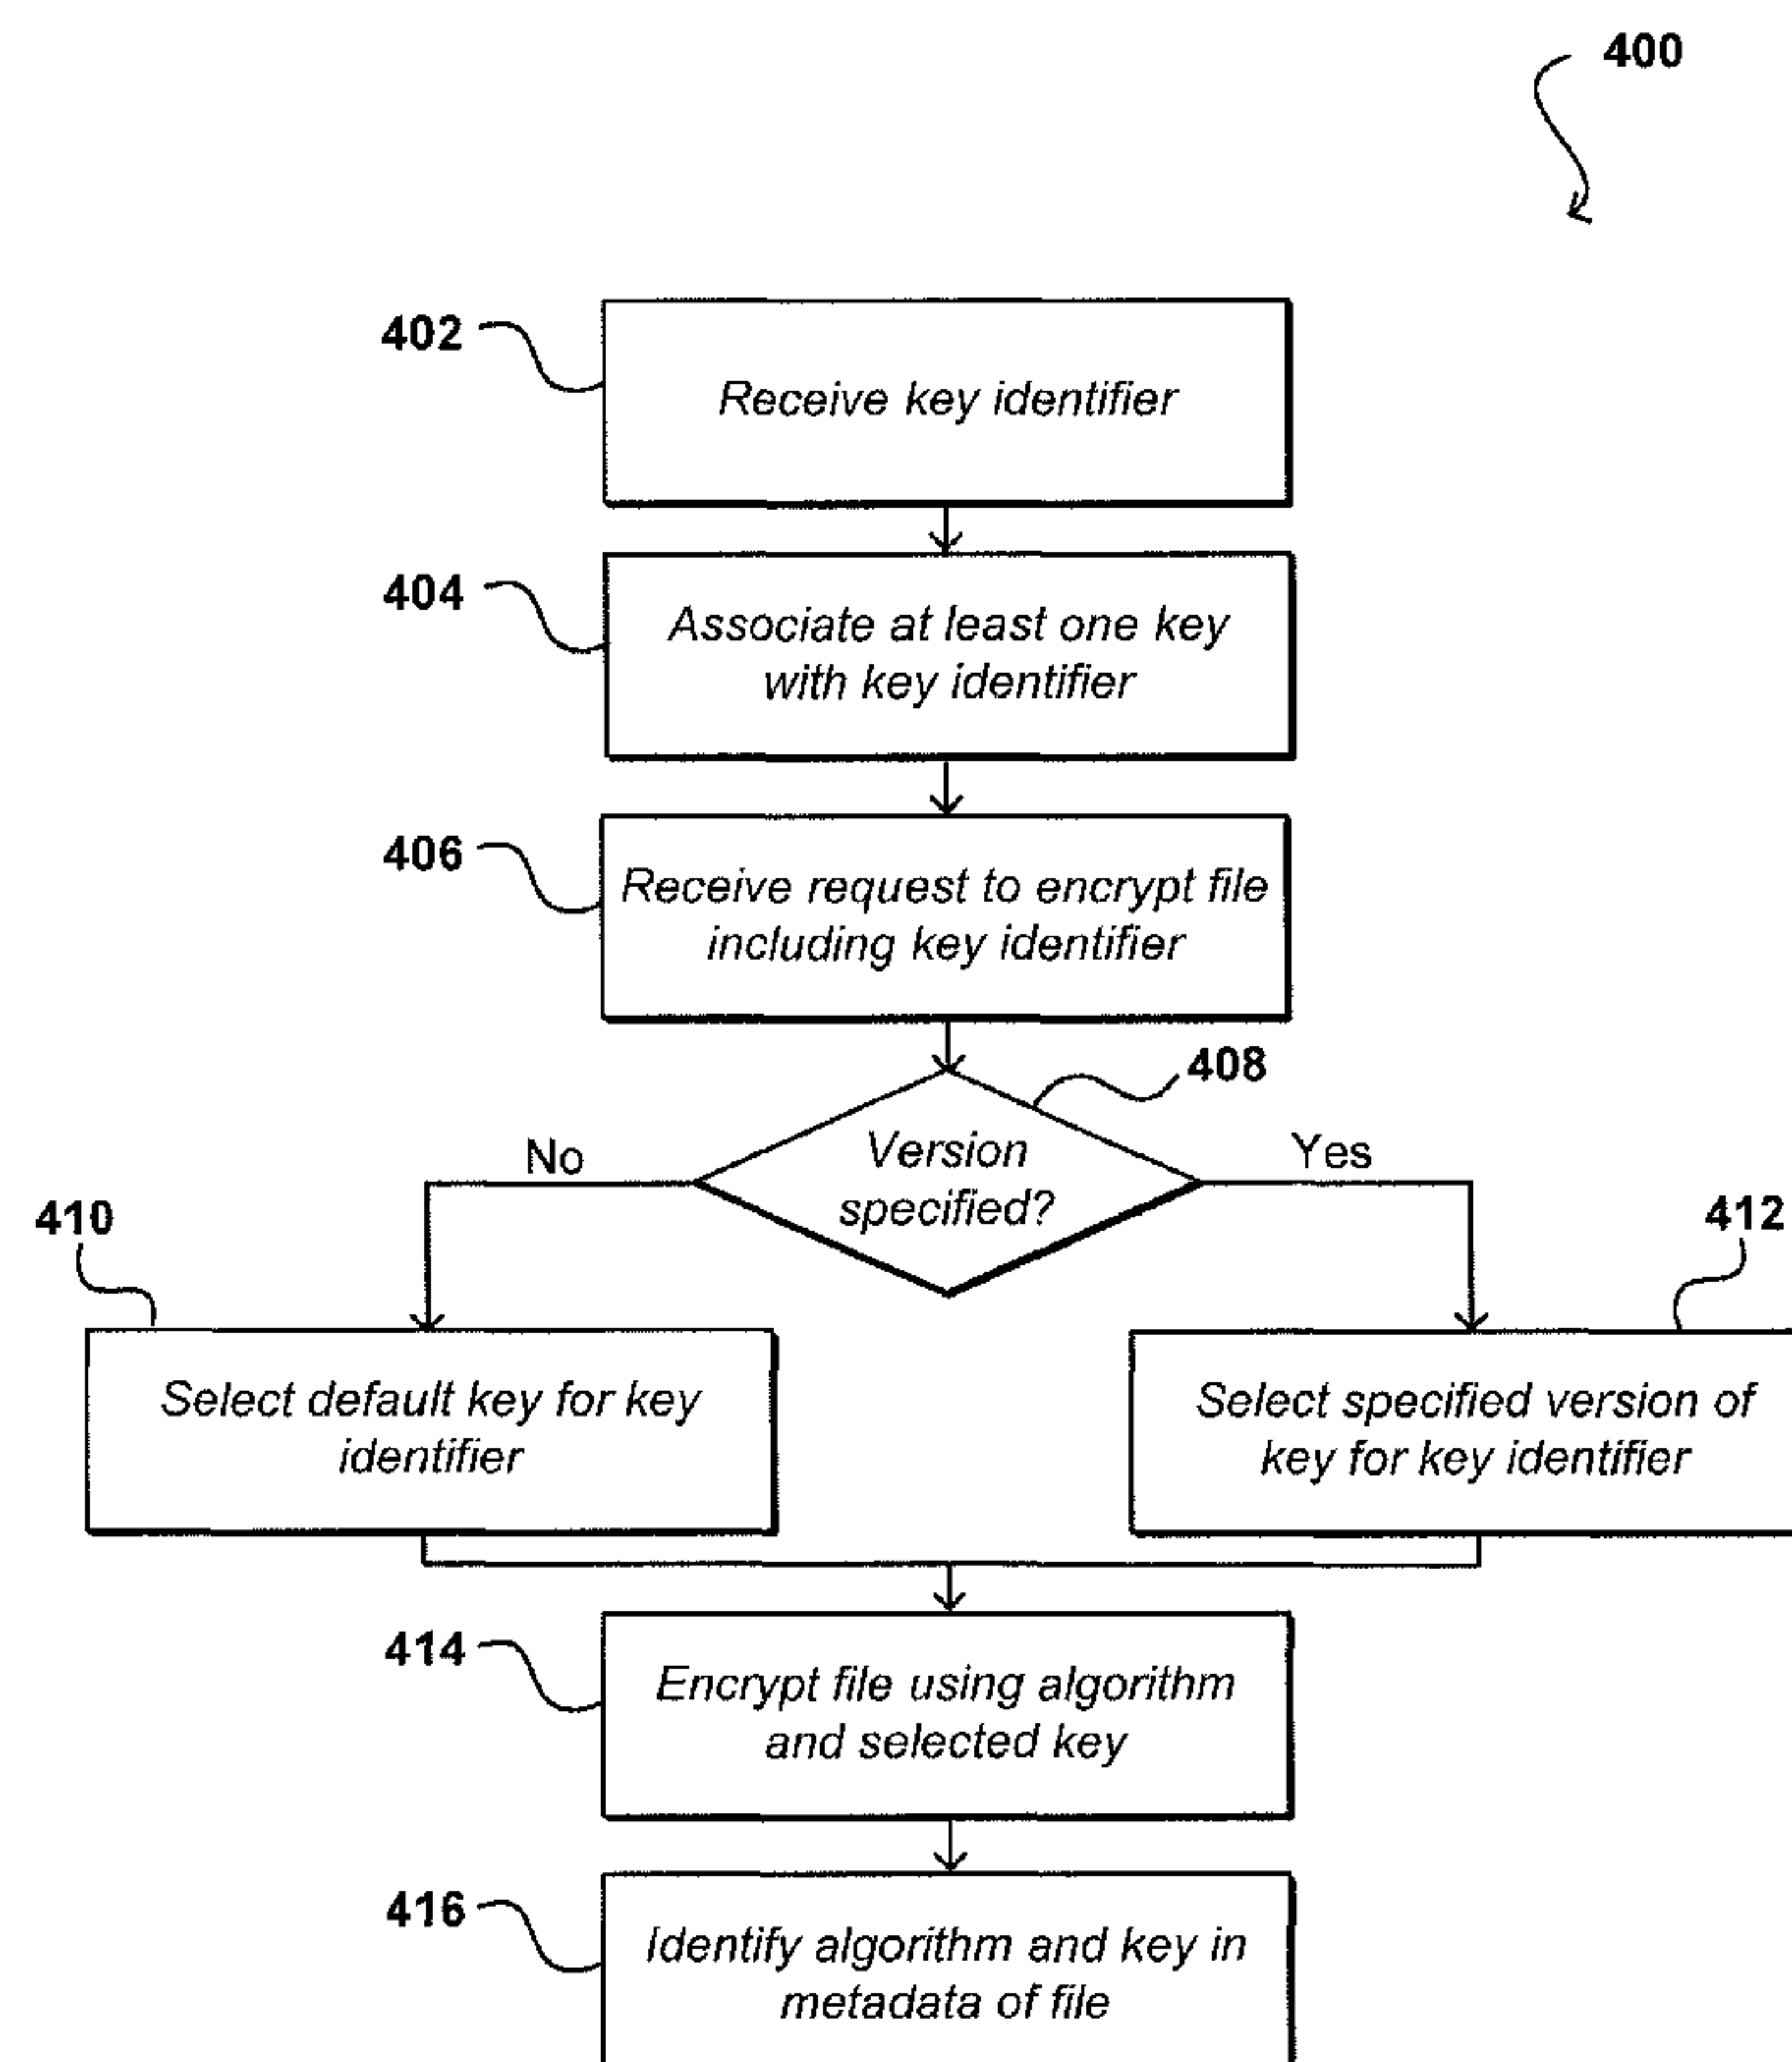 400
402
Receive key identifier
404
Associate at least one key
with key identifier
406
Receive request to encrypt file
including key identifier
408
Version
specified?
No
Yes
410
412
Select default key for key
identifier
Select specified version of
key for key identifier
414
Encrypt file using algorithm
and selected key
416
Identify algorithm and key in
metadata of file